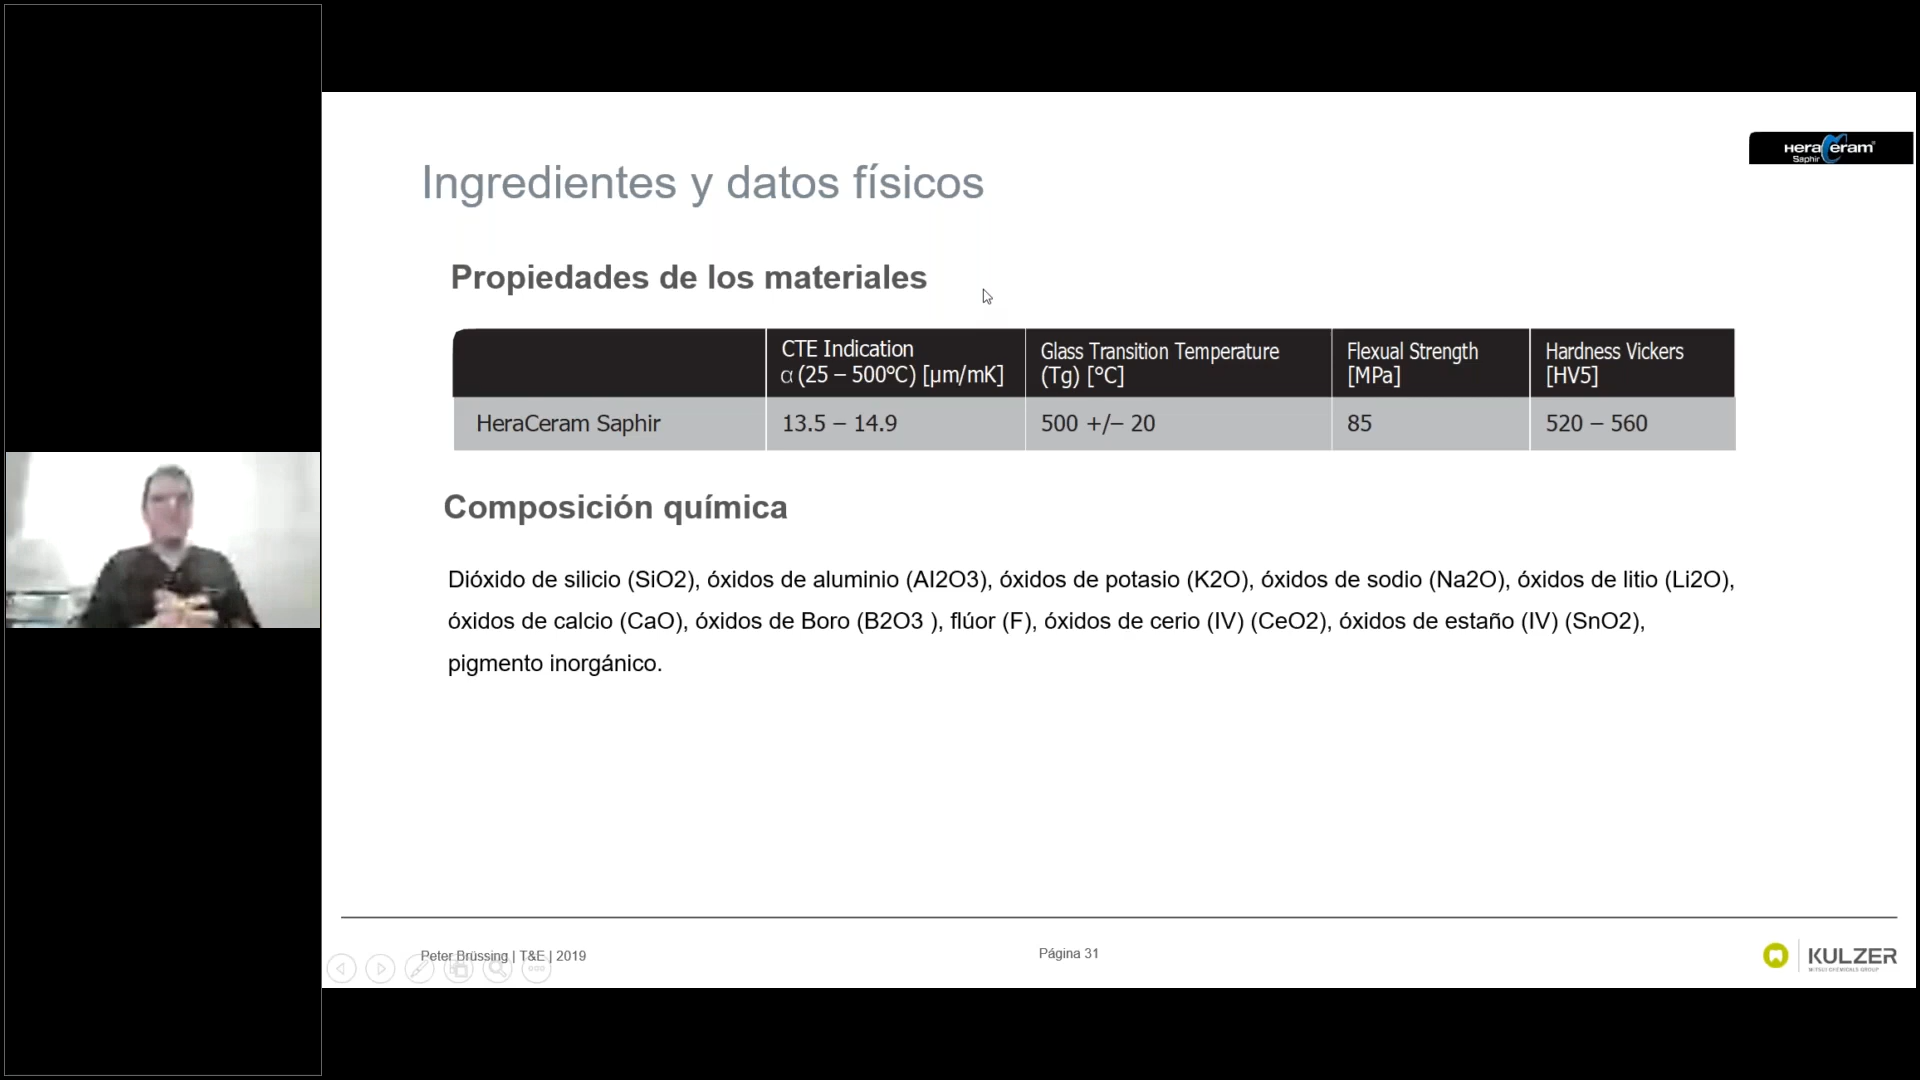 HeraCeram
Saphir
Ingredientes y datos físicos
Propiedades de los materiales
CTE Indication
α (25 – 500°C) [µm/mK]
Glass Transition Temperature
(Tg) [°C]
Flexual Strength
[MPa]
Hardness Vickers
[HV5]
HeraCeram Saphir
13.5 – 14.9
500 +/– 20
85
520 – 560
Composición química
Dióxido de silicio (SiO2), óxidos de aluminio (AI2O3), óxidos de potasio (K2O), óxidos de sodio (Na2O), óxidos de litio (Li2O),
óxidos de calcio (CaO), óxidos de Boro (B2O3 ), flúor (F), óxidos de cerio (IV) (CeO2), óxidos de estaño (IV) (SnO2),
pigmento inorgánico.
Peter Brüssing | T&E | 2019
Página 31
KULZER
MITSUI CHEMICALS GROUP